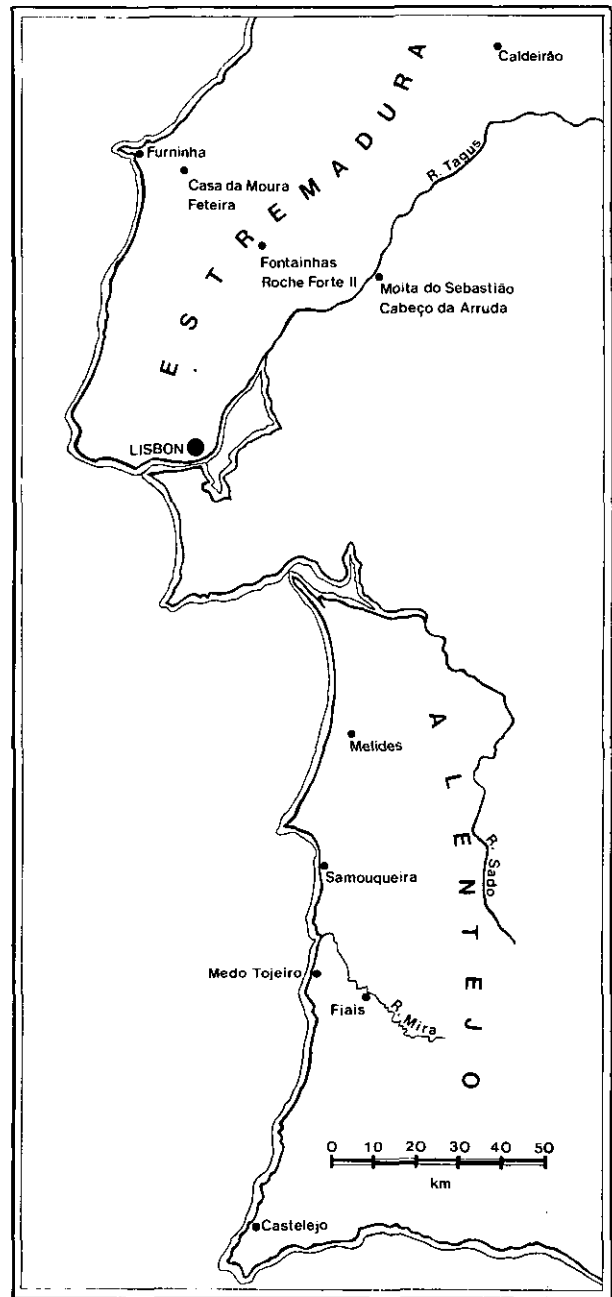 Caldeirão
ESTREMADURA
Furninha
R. Tagus
Casa da Moura
Feteira
Fontainhas
Roche Forte II
Moita do Sebastião
Cabeço da Arruda
LISBON
ALENTEJO
Melides
R. Sado
Samouqueira
Medo Tojeiro
Fiais
R. Mira
0 10 20 30 40 50
km
Castelejo